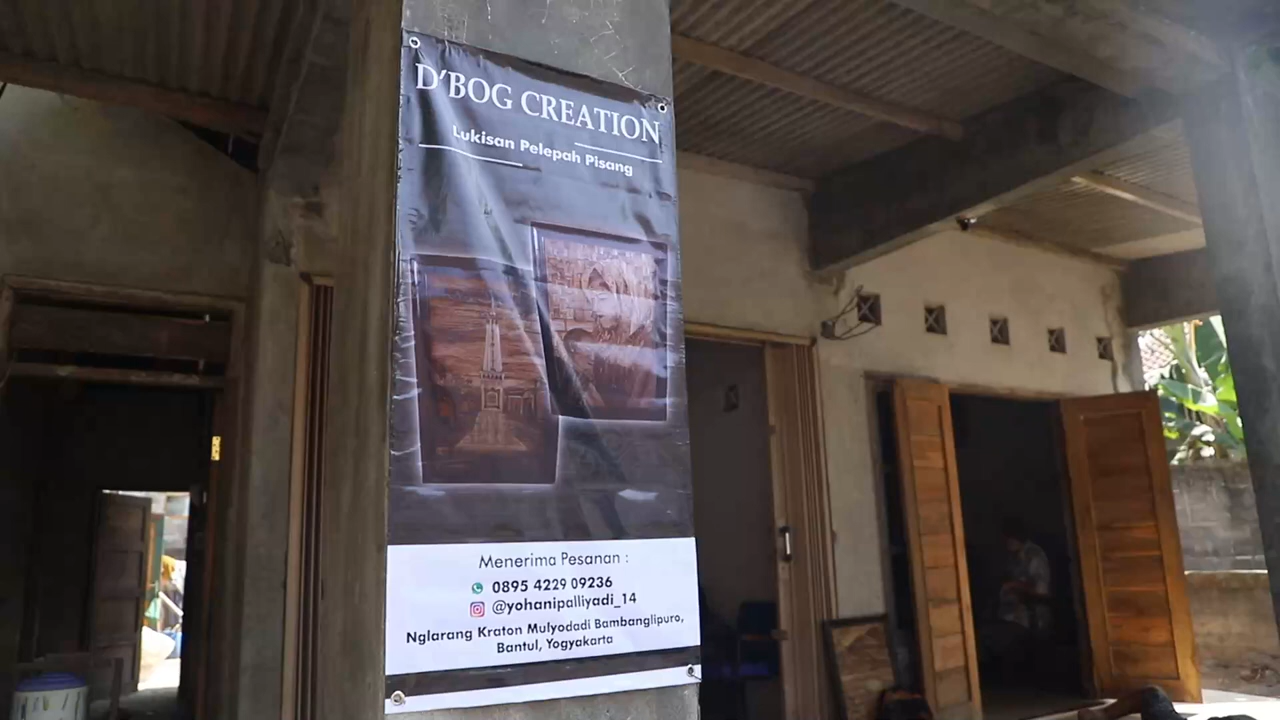 D'BOG CREATION
Lukisan Pelepah Pisang
Menerima Pesanan :
0895 4229 09236
@yohanipalliyadi_14
Nglarang Kraton Mulyodadi Bambanglipuro,
Bantul, Yogyakarta